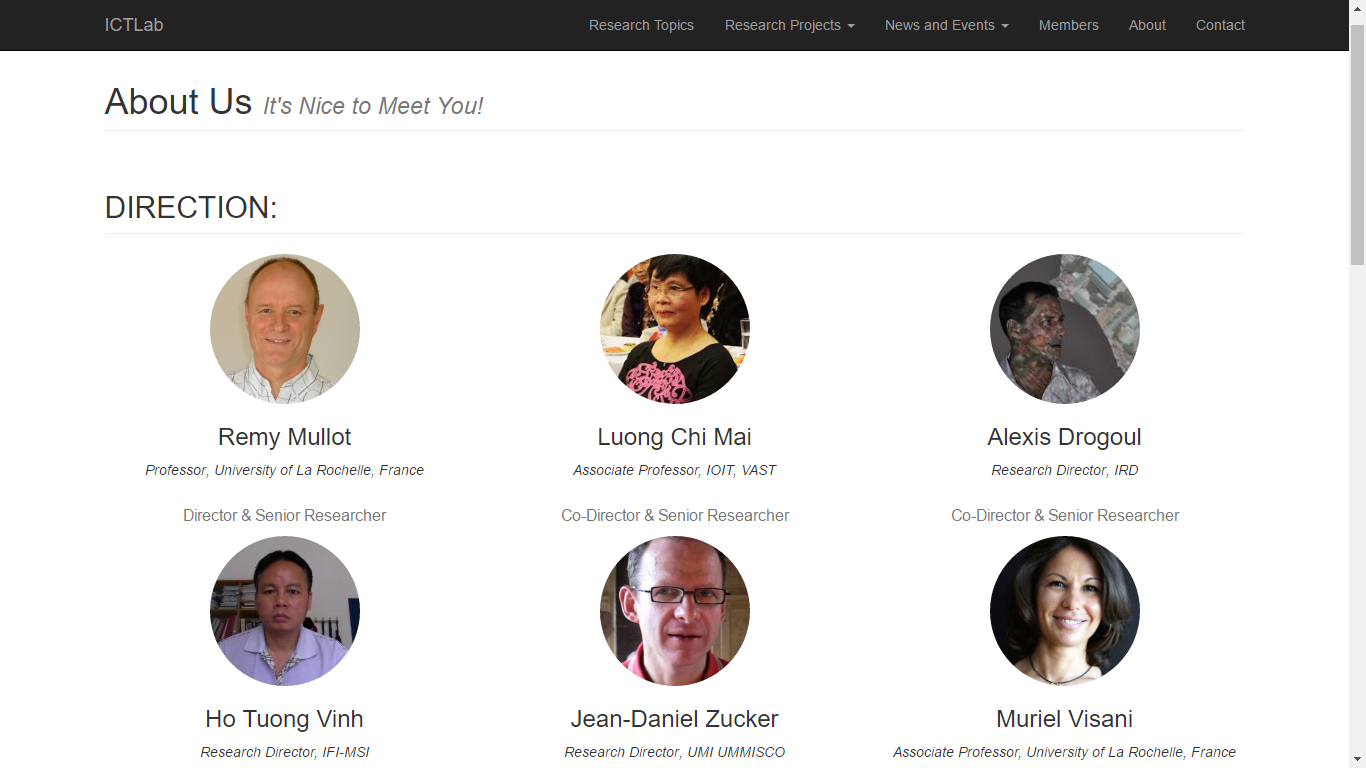 ICTLab Research Topics Research Projects News and Events Members About Contact
About Us It's Nice to Meet You!
DIRECTION:
Remy Mullot Luong Chi Mai Alexis Drogoul
Professor, University of La Rochelle, France Associate Professor, IOIT, VAST Research Director, IRD
Director & Senior Researcher Co-Director & Senior Researcher Co-Director & Senior Researcher
Ho Tuong Vinh Jean-Daniel Zucker Muriel Visani
Research Director, IFI-MSI Research Director, UMI UMMISCO Associate Professor, University of La Rochelle, France